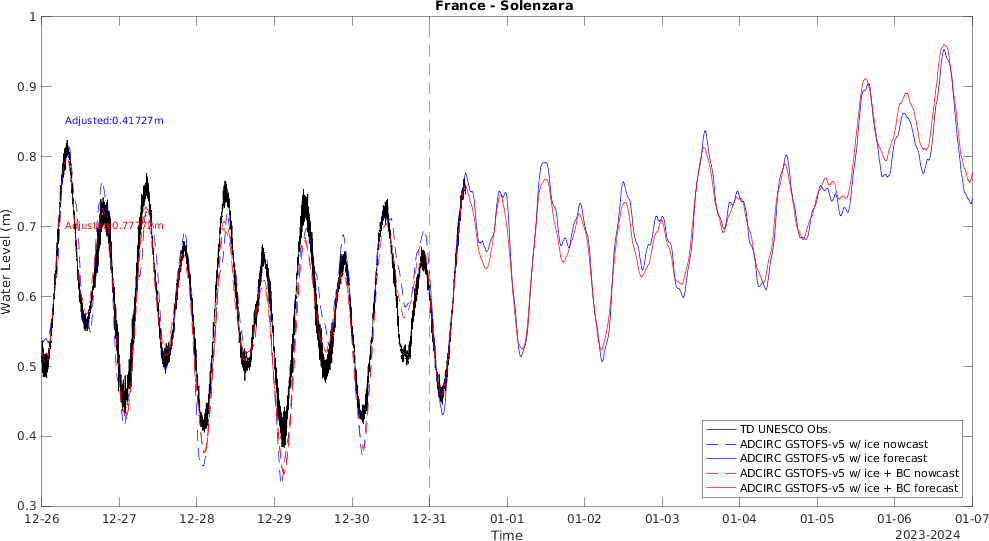 France - Solenzara
1
0.9
0.8
0.7
0.6
0.5
0.4
0.3
Water Level (m)
Adjusted:0.41727m
TD UNESCO Obs.
ADCIRC GSTOFS-v5 w/ ice nowcast
ADCIRC GSTOFS-v5 w/ ice forecast
ADCIRC GSTOFS-v5 w/ ice + BC nowcast
ADCIRC GSTOFS-v5 w/ ice + BC forecast
12-26 12-27 12-28 12-29 12-30 12-31 01-01 01-02 01-03 01-04 01-05 01-06 01-07
Time
2023-2024